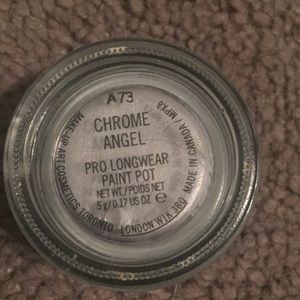 A73
CHROME
ANGEL
PRO LONGWEAR
PAINT POT
NET WT./POIDS NET
5 g/0.17 US OZ e
MAKE-UP ART COSMETICS TORONTO LONDON W1K 3BQ MADE IN CANADA / MPX8